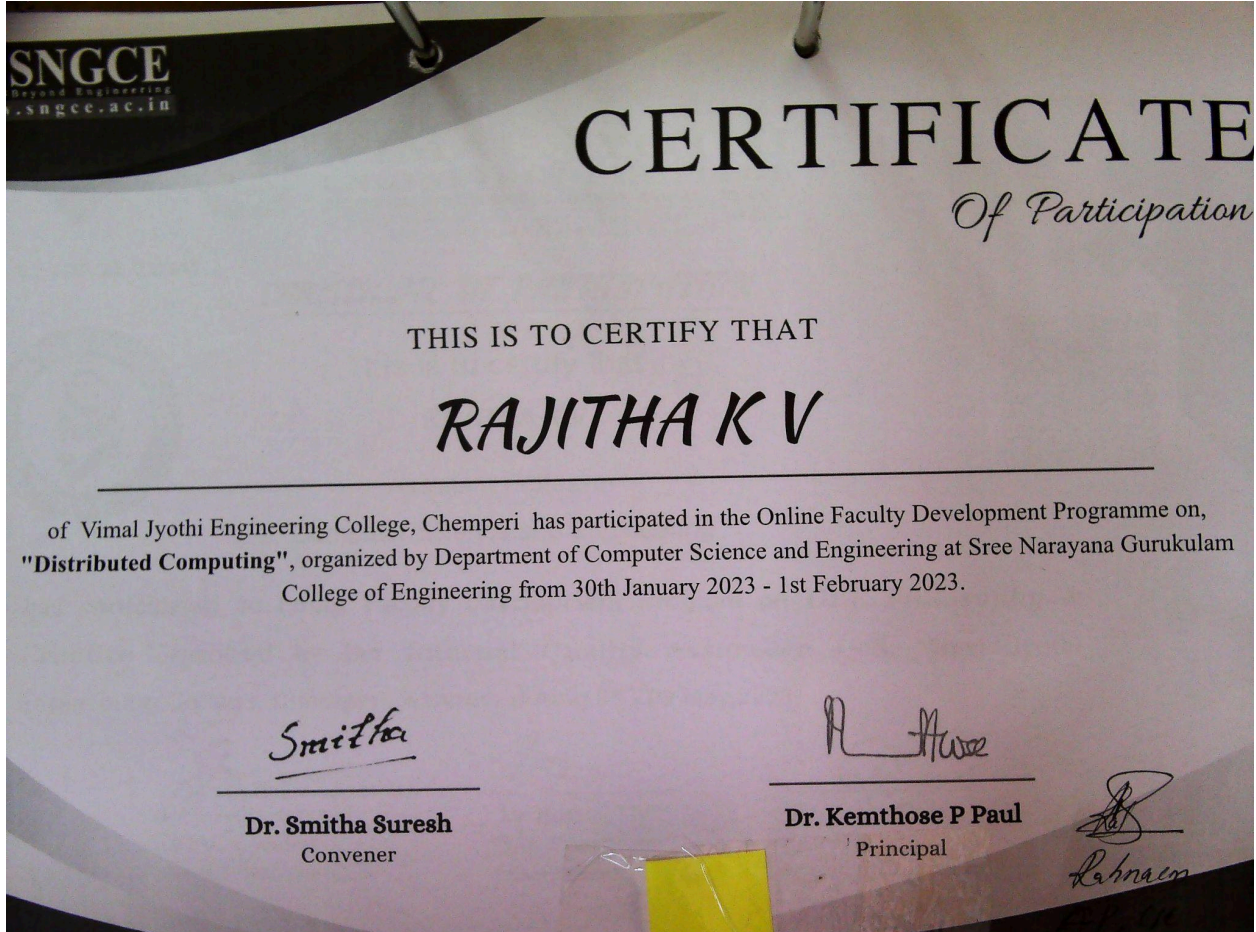 SNGCE
Beyond Engineering
.sngce.ac.in
CERTIFICATE
Of Participation
THIS IS TO CERTIFY THAT
RAJITHA K V
of Vimal Jyothi Engineering College, Chemperi has participated in the Online Faculty Development Programme on,
"Distributed Computing", organized by Department of Computer Science and Engineering at Sree Narayana Gurukulam
College of Engineering from 30th January 2023 - 1st February 2023.
Smitha
Dr. Smitha Suresh
Convener
Dr. Kemthose P Paul
Principal